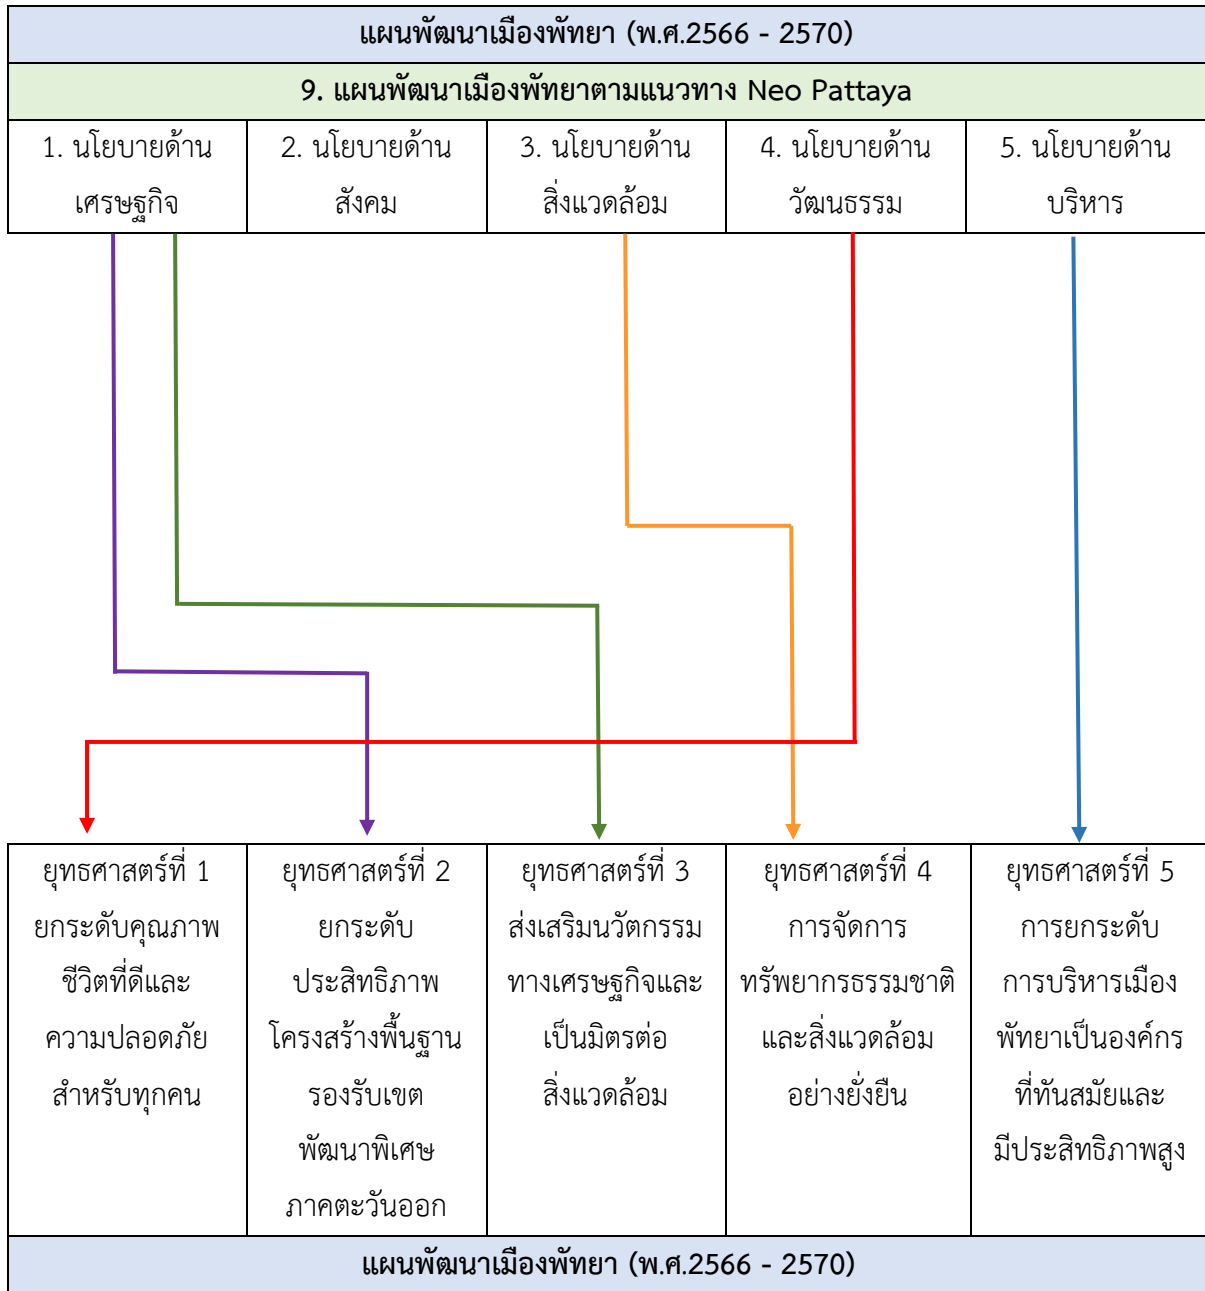 แผนพัฒนาเมืองพัทยา (พ.ศ.2566 - 2570)
9. แผนพัฒนาเมืองพัทยาตามแนวทาง Neo Pattaya
1. นโยบายด้าน
เศรษฐกิจ
2. นโยบายด้าน
สังคม
3. นโยบายด้าน
สิ่งแวดล้อม
4. นโยบายด้าน
วัฒนธรรม
5. นโยบายด้าน
บริหาร
ยุทธศาสตร์ที่ 1
ยกระดับคุณภาพ
ชีวิตที่ดีและ
ความปลอดภัย
สำหรับทุกคน
ยุทธศาสตร์ที่ 2
ยกระดับ
ประสิทธิภาพ
โครงสร้างพื้นฐาน
รองรับเขต
พัฒนาพิเศษ
ภาคตะวันออก
ยุทธศาสตร์ที่ 3
ส่งเสริมนวัตกรรม
ทางเศรษฐกิจและ
เป็นมิตรต่อ
สิ่งแวดล้อม
ยุทธศาสตร์ที่ 4
การจัดการ
ทรัพยากรธรรมชาติ
และสิ่งแวดล้อม
อย่างยั่งยืน
ยุทธศาสตร์ที่ 5
การยกระดับ
การบริหารเมือง
พัทยาเป็นองค์กร
ที่ทันสมัยและ
มีประสิทธิภาพสูง
แผนพัฒนาเมืองพัทยา (พ.ศ.2566 - 2570)